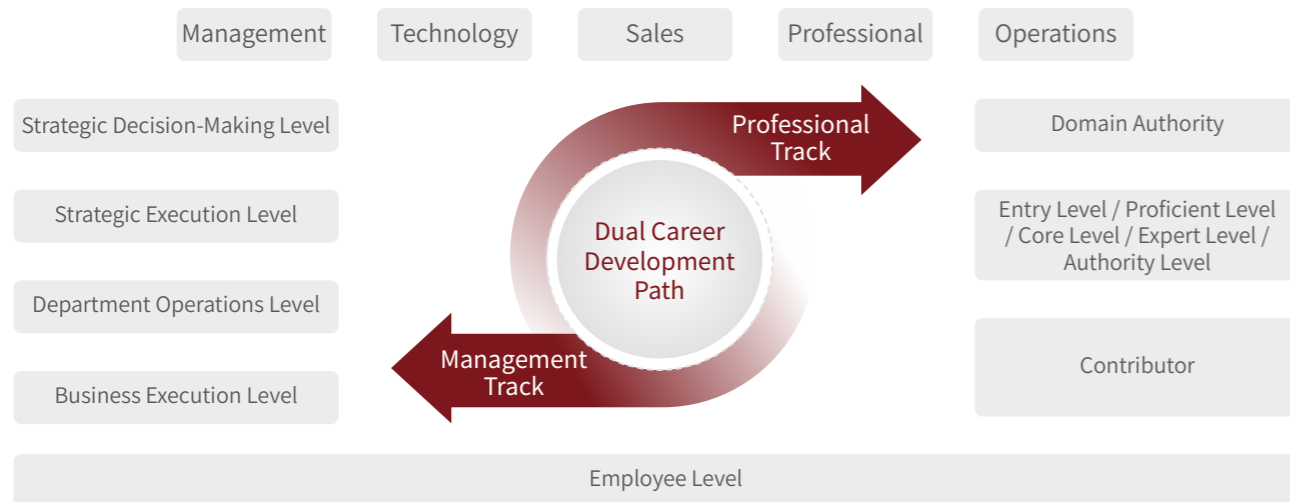 Management
Technology
Sales
Professional
Operations
Strategic Decision-Making Level
Strategic Execution Level
Department Operations Level
Business Execution Level
Professional
Track
Dual Career
Development
Path
Management
Track
Domain Authority
Entry Level / Proficient Level
/ Core Level / Expert Level /
Authority Level
Contributor
Employee Level